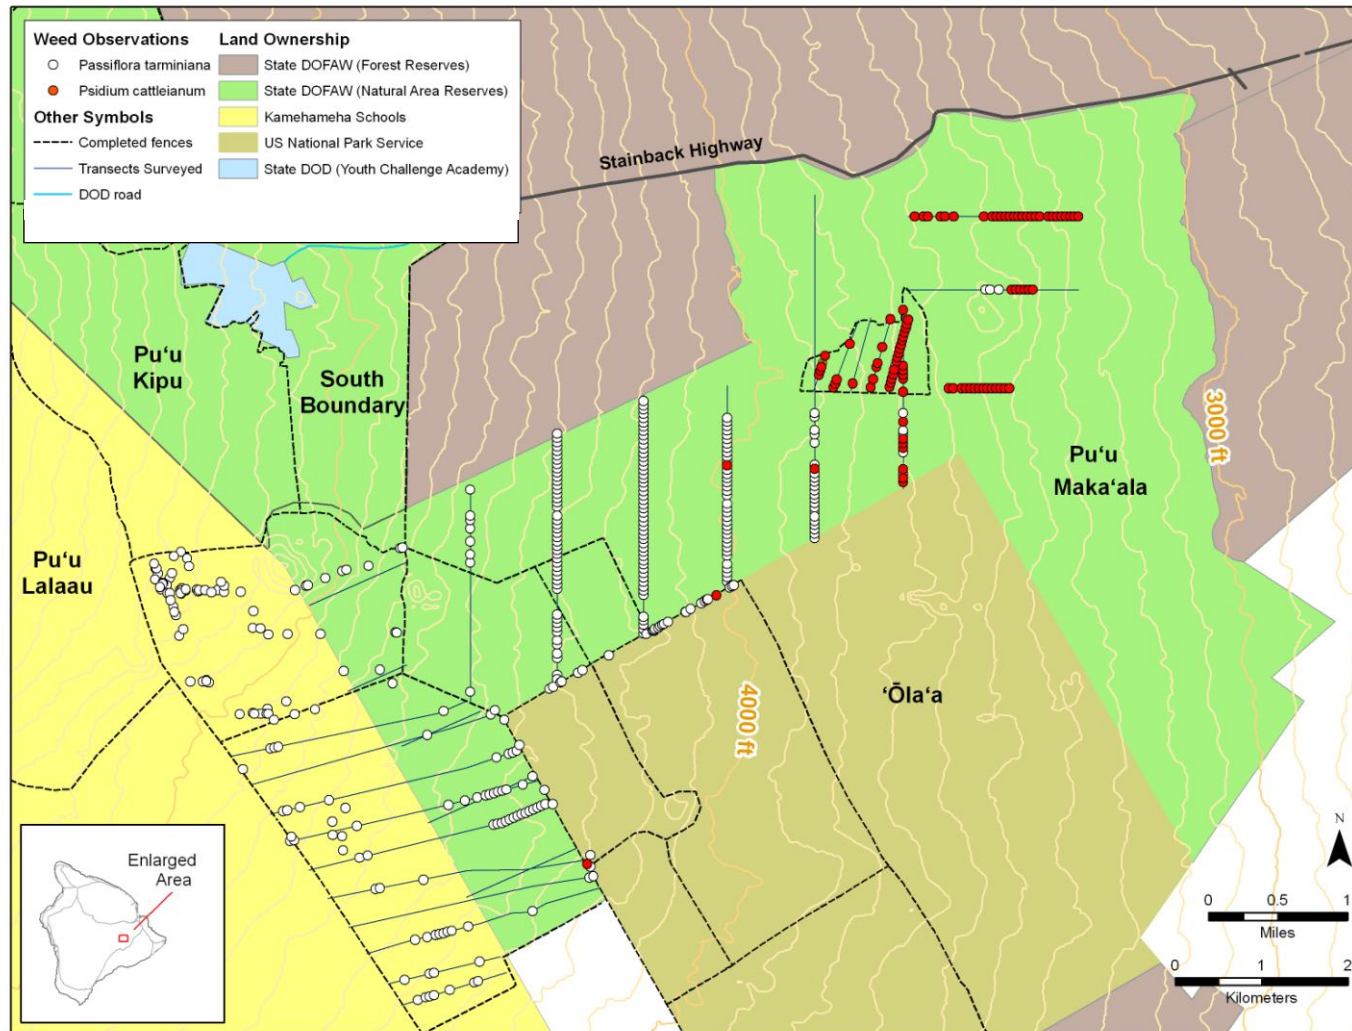 Weed Observations
Passiflora tarminiana
Psidium cattleianum
Other Symbols
Completed fences
Transects Surveyed
DOD road
Land Ownership
State DOFAW (Forest Reserves)
State DOFAW (Natural Area Reserves)
Kamehameha Schools
US National Park Service
State DOD (Youth Challenge Academy)
Stainback Highway
Pu‘u
Kipu
South
Boundary
Pu‘u
Lalaau
Pu‘u
Maka‘ala
3000 ft
4000 ft
‘Ōla‘a
Enlarged
Area
N
0 0.5 1
Miles
0 1 2
Kilometers